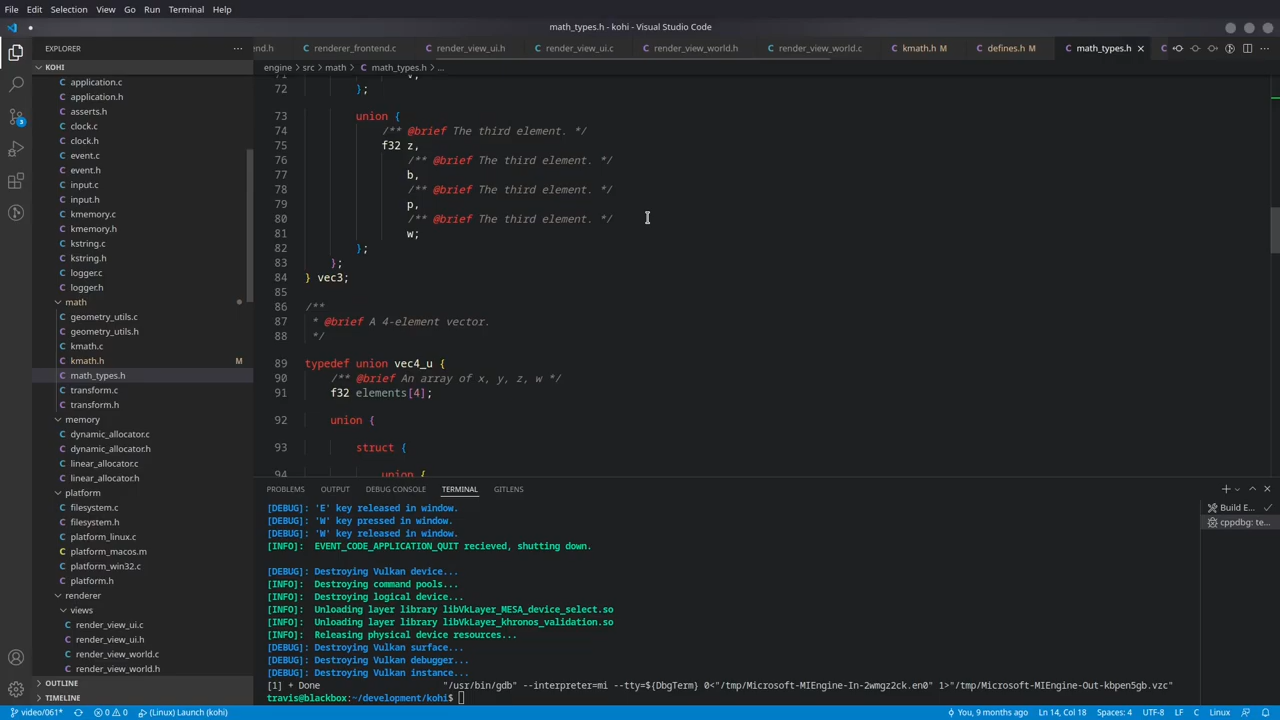 File Edit Selection View Go Run Terminal Help
math_types.h - kohi - Visual Studio Code
EXPLORER ...
end.h renderer_frontend.c render_view_ui.h render_view_ui.c render_view_world.h render_view_world.c kmath.h M defines.h M math_types.h
KOHI
engine > src > math > math_types.h > ...
application.c
application.h
asserts.h
clock.c
clock.h
event.c
event.h
input.c
input.h
kmemory.c
kmemory.h
kstring.c
kstring.h
logger.c
logger.h
math
geometry_utils.c
geometry_utils.h
kmath.c
kmath.h M
math_types.h
transform.c
transform.h
memory
dynamic_allocator.c
dynamic_allocator.h
linear_allocator.c
linear_allocator.h
platform
filesystem.c
filesystem.h
platform_linux.c
platform_macos.m
platform_win32.c
platform.h
renderer
views
render_view_ui.c
render_view_ui.h
render_view_world.c
render_view_world.h
OUTLINE
TIMELINE
71 v;
72 };
73 union {
74 /** @brief The third element. */
75 f32 z,
76 /** @brief The third element. */
77 b,
78 /** @brief The third element. */
79 p,
80 /** @brief The third element. */
81 w;
82 };
83 };
84 } vec3;
85
86 /**
87 * @brief A 4-element vector.
88 */
89 typedef union vec4_u {
90 /** @brief An array of x, y, z, w */
91 f32 elements[4];
92 union {
93 struct {
94 union {
PROBLEMS OUTPUT DEBUG CONSOLE TERMINAL GITLENS
[DEBUG]: 'E' key released in window.
[DEBUG]: 'W' key pressed in window.
[DEBUG]: 'W' key released in window.
[INFO]: EVENT_CODE_APPLICATION_QUIT recieved, shutting down.
[DEBUG]: Destroying Vulkan device...
[INFO]: Destroying command pools...
[INFO]: Destroying logical device...
[INFO]: Unloading layer library libVkLayer_MESA_device_select.so
[INFO]: Unloading layer library libVkLayer_khronos_validation.so
[INFO]: Releasing physical device resources...
[DEBUG]: Destroying Vulkan surface...
[DEBUG]: Destroying Vulkan debugger...
[DEBUG]: Destroying Vulkan instance...
[1] + Done "/usr/bin/gdb" --interpreter=mi --tty=${DbgTerm} 0<"/tmp/Microsoft-MIEngine-In-2wmgz2ck.en0" 1>"/tmp/Microsoft-MIEngine-Out-kbpen5gb.vzc"
travis@blackbox:~/development/kohi$
Build E...
cppdbg: te...
3
video/061* 0 0 (Linux) Launch (kohi) You, 9 months ago Ln 14, Col 18 Spaces: 4 UTF-8 LF C Linux